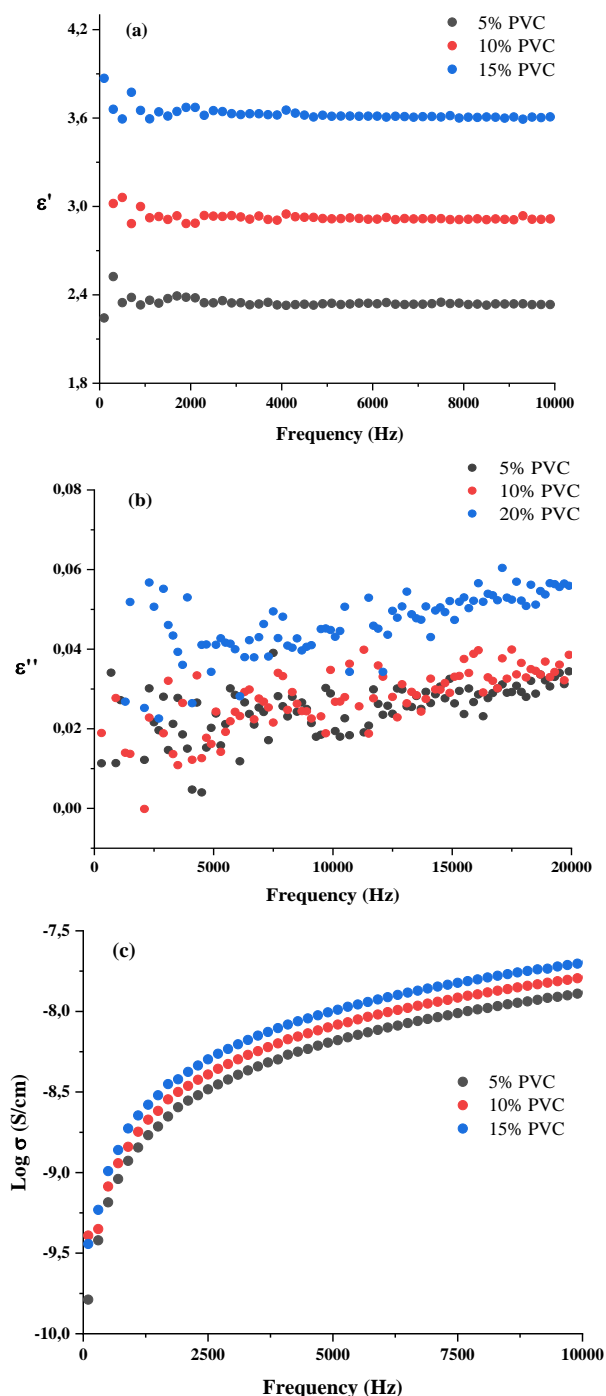 (a)
5% PVC
10% PVC
15% PVC
4,2
3,6
3,0
2,4
1,8
ε'
0
2000
4000
6000
8000
10000
Frequency (Hz)
(b)
5% PVC
10% PVC
20% PVC
0,08
0,06
0,04
0,02
0,00
ε''
0
5000
10000
15000
20000
Frequency (Hz)
(c)
5% PVC
10% PVC
15% PVC
-7,5
-8,0
-8,5
-9,0
-9,5
-10,0
Log σ (S/cm)
0
2500
5000
7500
10000
Frequency (Hz)